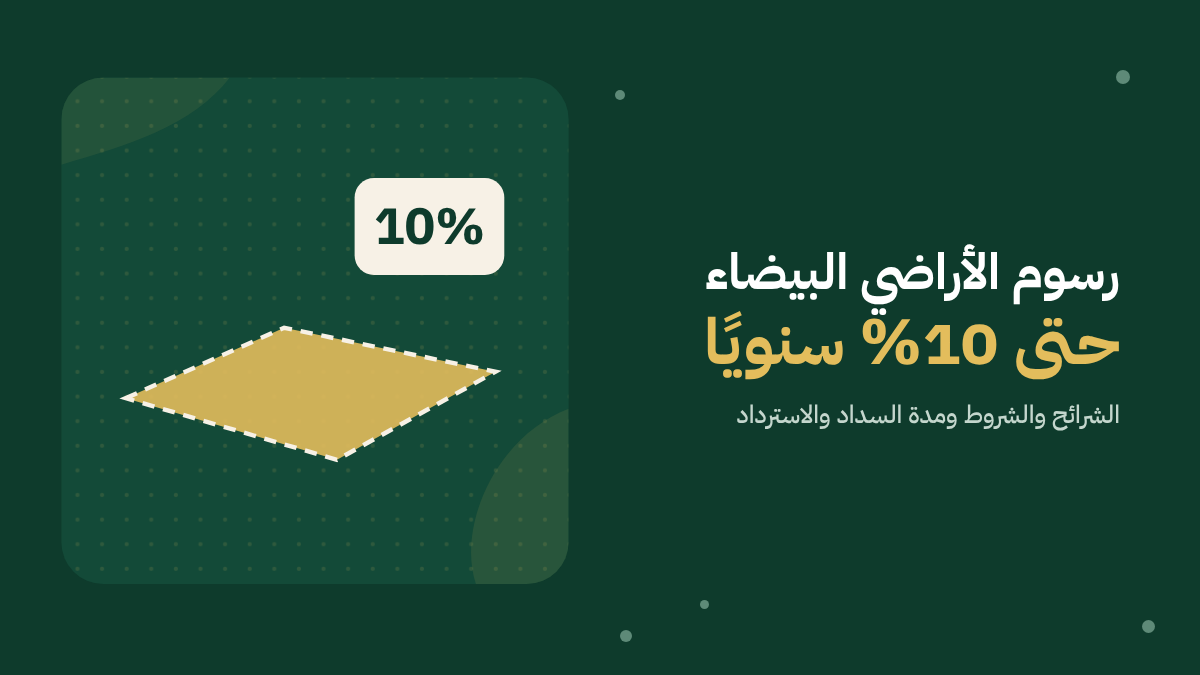 رسوم الأراضي البيضاء
حتى 10% سنويًا
الشرائح والشروط ومدة السداد والاسترداد
10%